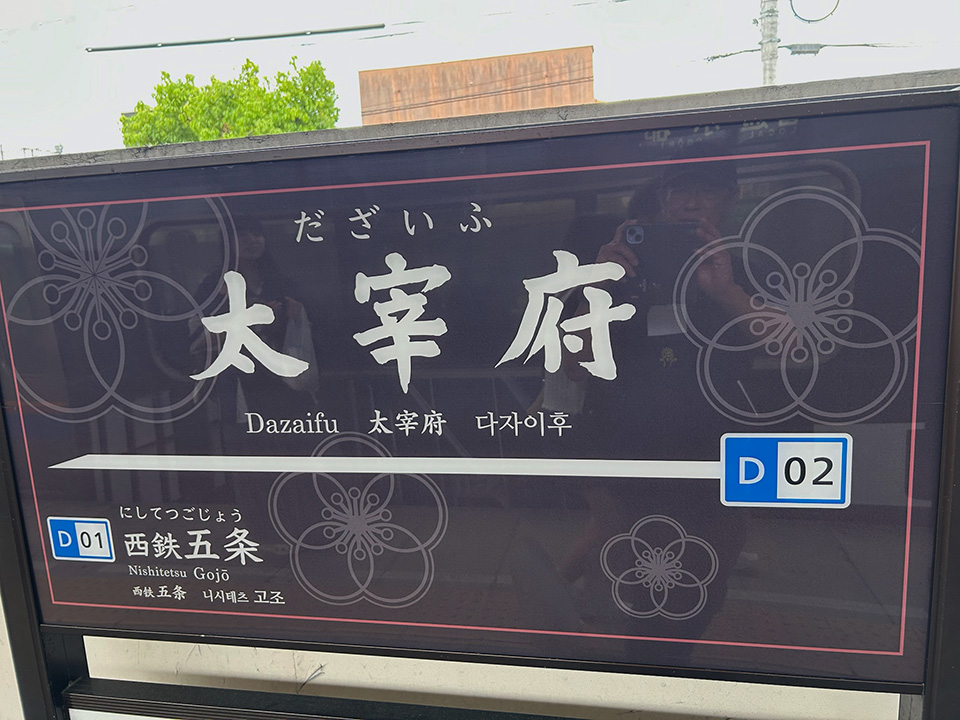 だざいふ
太宰府
Dazaifu 太宰府 다자이후
D 02
D 01
にしてつごじょう
西鉄五条
Nishitetsu Gojō
西鉄五条 니시테츠 고조